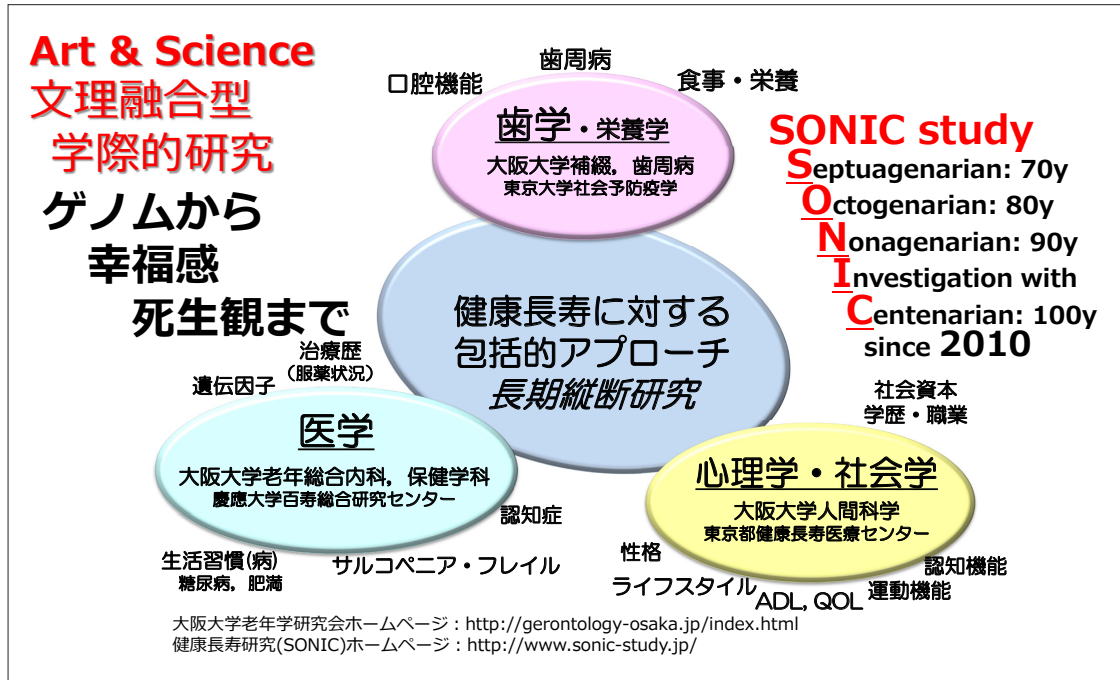 Art & Science
文理融合型
学際的研究
ゲノムから
幸福感
死生観まで
歯周病
口腔機能
食事・栄養
歯学・栄養学
大阪大学補綴，歯周病
東京大学社会予防疫学
SONIC study
Septuagenarian: 70y
Octogenarian: 80y
Nonagenarian: 90y
Investigation with
Centenarian: 100y
since 2010
健康長寿に対する
包括的アプローチ
長期縦断研究
治療歴
（服薬状況）
遺伝因子
医学
大阪大学老年総合内科，保健学科
慶應大学百寿総合研究センター
認知症
生活習慣(病)
糖尿病，肥満
サルコペニア・フレイル
社会資本
学歴・職業
心理学・社会学
大阪大学人間科学
東京都健康長寿医療センター
性格
ライフスタイル
ADL, QOL
認知機能
運動機能
大阪大学老年学研究会ホームページ：http://gerontology-osaka.jp/index.html
健康長寿研究(SONIC)ホームページ：http://www.sonic-study.jp/